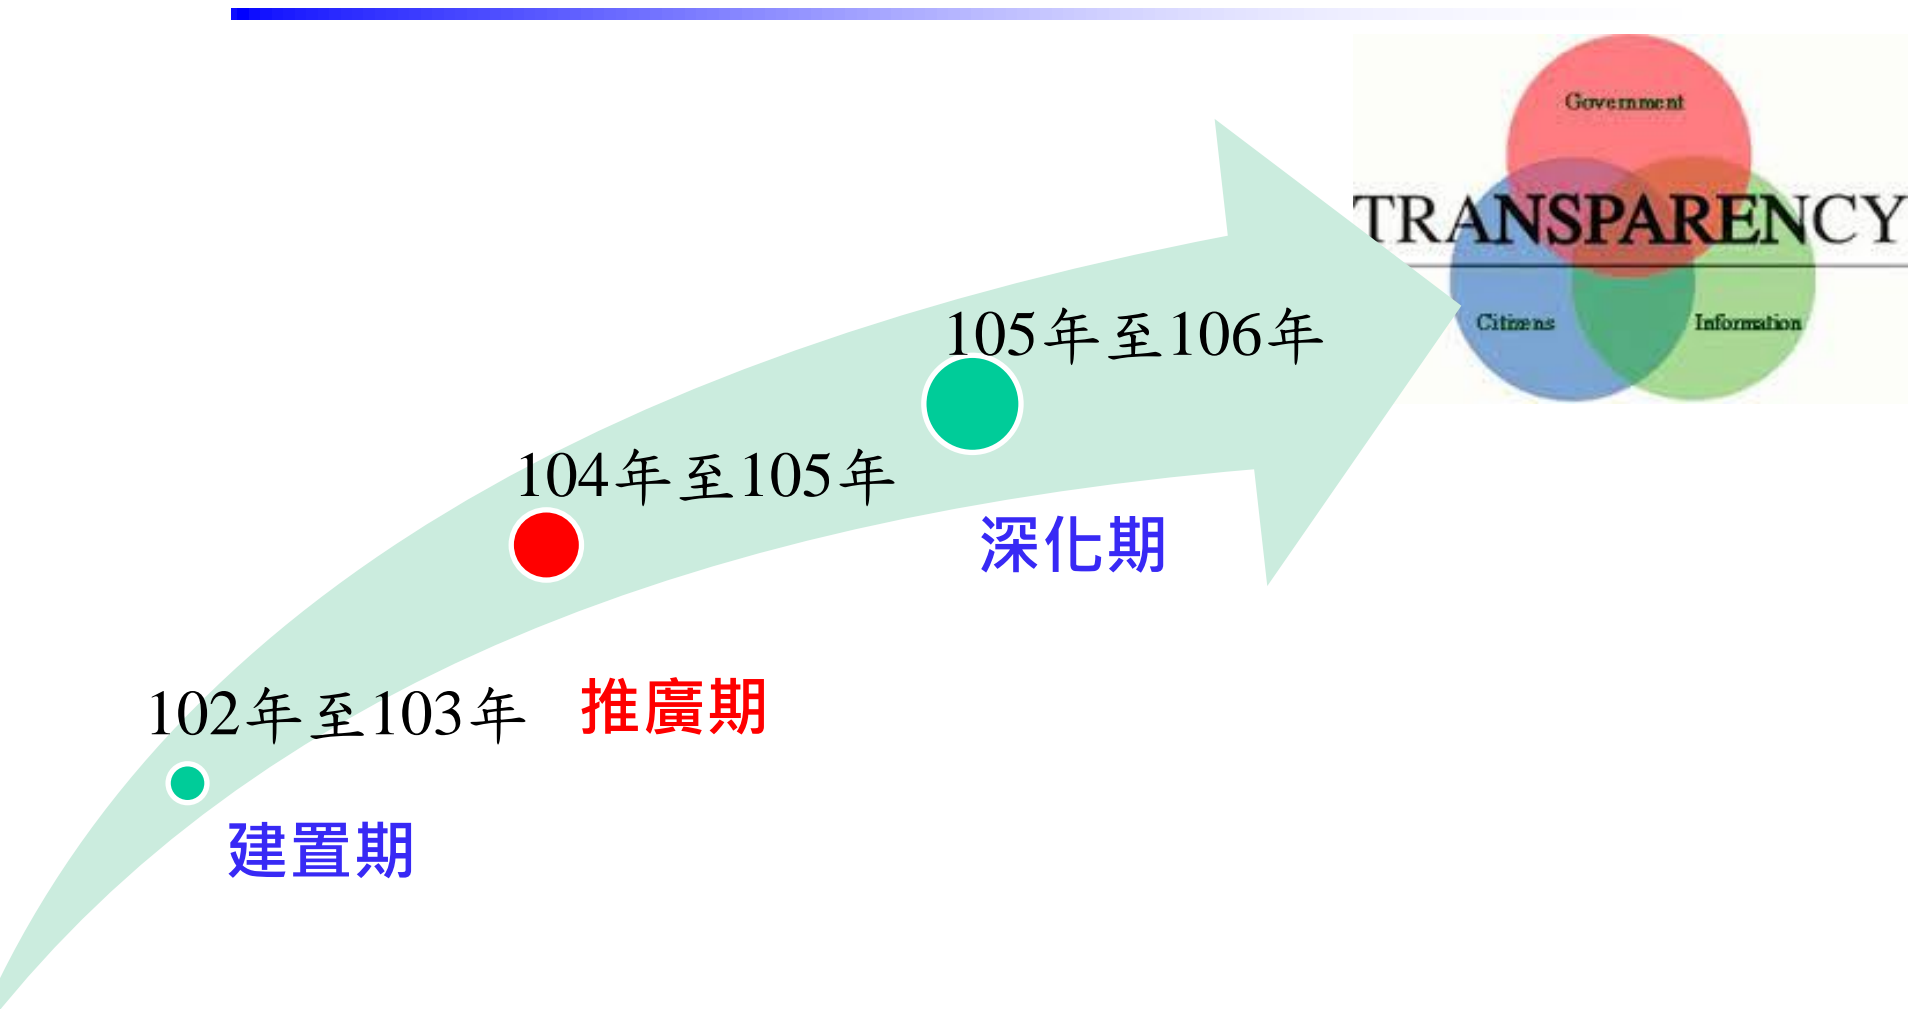 Government
TRANSPARENCY
Citizens
Information
105年至106年
深化期
104年至105年
推廣期
102年至103年
建置期